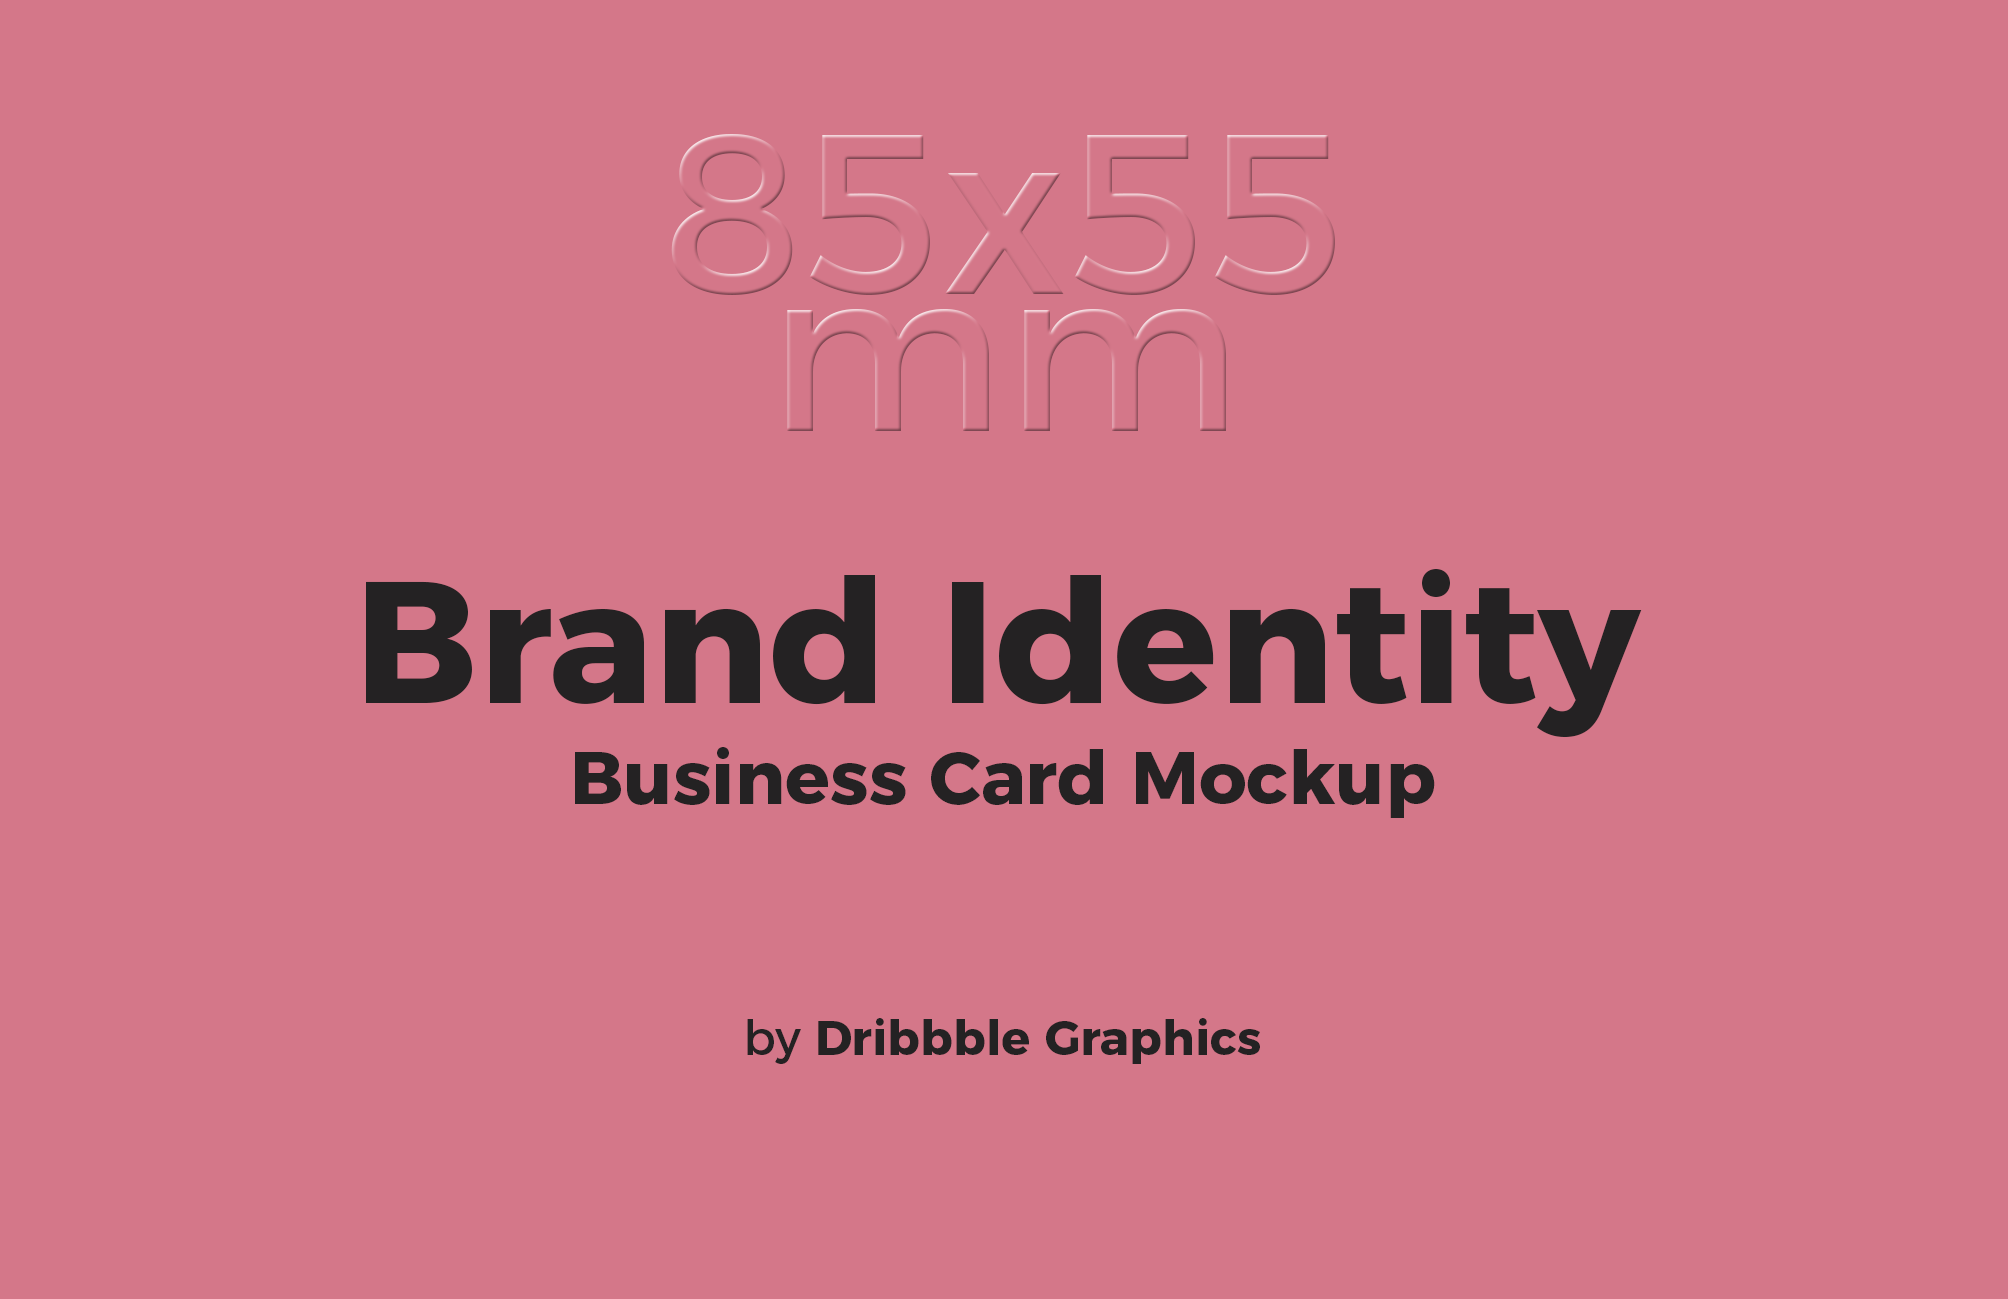 85x55
mm
Brand Identity
Business Card Mockup
by Dribbble Graphics